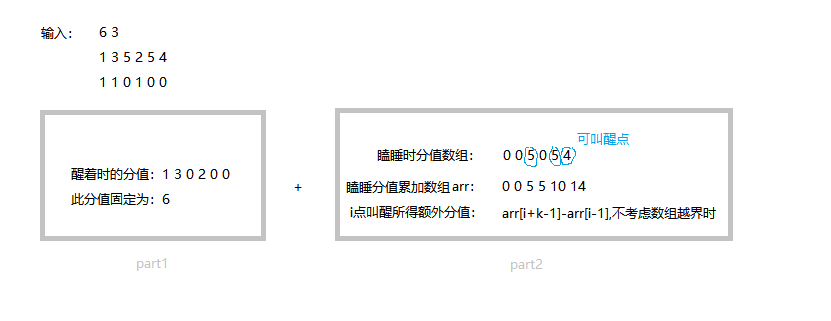 输入： 6 3
1 3 5 2 5 4
1 1 0 1 0 0
醒着时的分值：1 3 0 2 0 0
此分值固定为：6
part1
+
可叫醒点
瞌睡时分值数组： 0 0 5 0 5 4
瞌睡分值累加数组arr： 0 0 5 5 10 14
i点叫醒所得额外分值： arr[i+k-1]-arr[i-1],不考虑数组越界时
part2